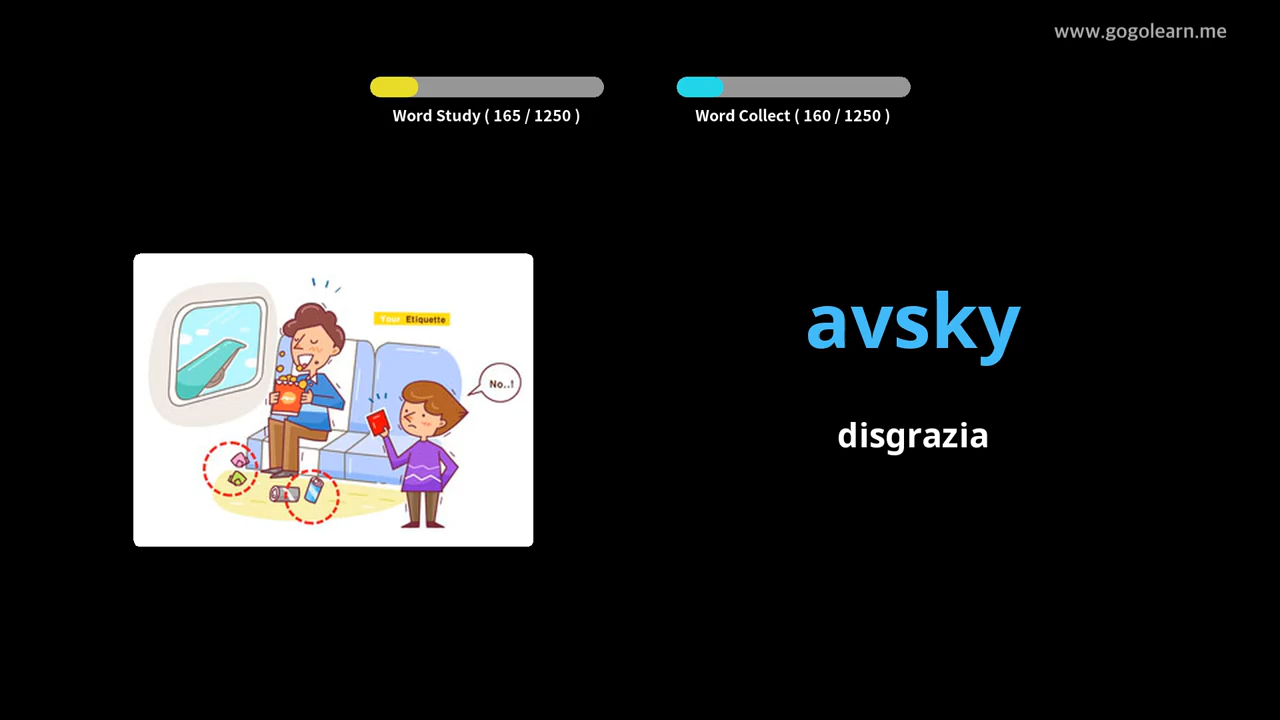 www.gogolearn.me
Word Study ( 165 / 1250 )
Word Collect ( 160 / 1250 )
Your Etiquette
No..!
avsky
disgrazia